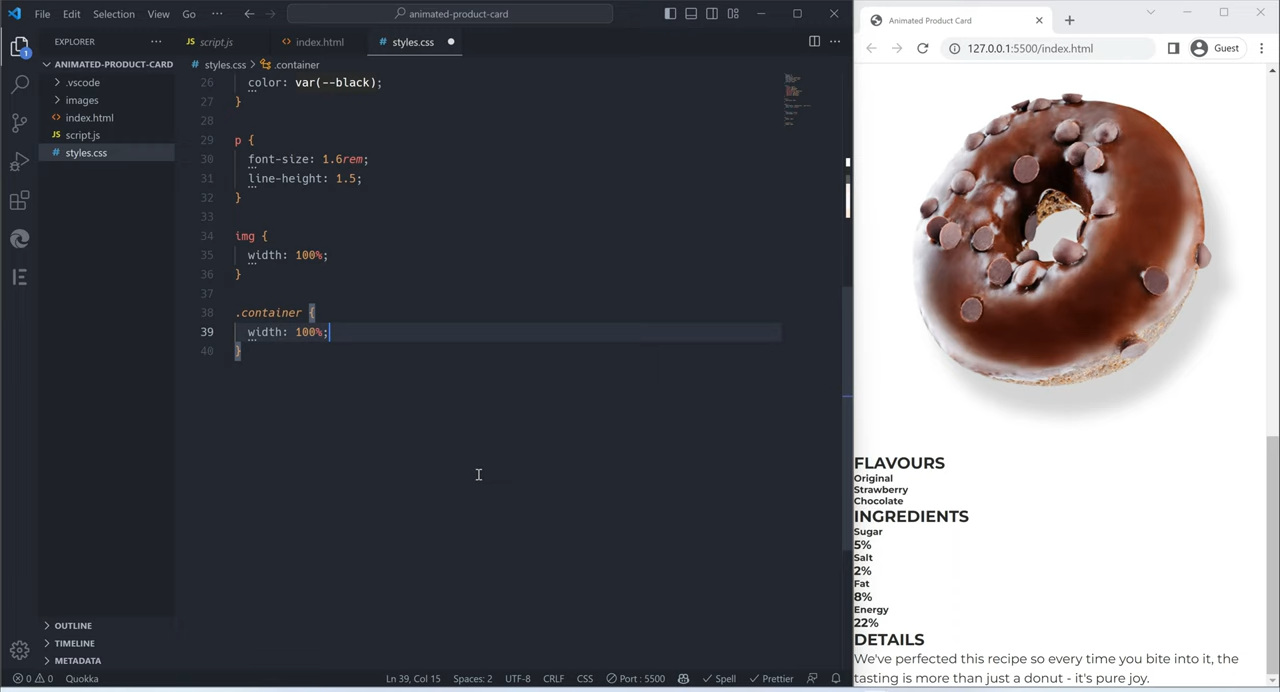 File Edit Selection View Go ··· animated-product-card
EXPLORER ···
ANIMATED-PRODUCT-CARD
.vscode
images
index.html
script.js
styles.css
OUTLINE
TIMELINE
METADATA
script.js index.html styles.css
styles.css > .container
26 color: var(--black);
27 }
28
29 p {
30 font-size: 1.6rem;
31 line-height: 1.5;
32 }
33
34 img {
35 width: 100%;
36 }
37
38 .container {
39 width: 100%;
40 }
0 0 Quokka Ln 39, Col 15 Spaces: 2 UTF-8 CRLF CSS Port : 5500 Spell Prettier
Animated Product Card
127.0.0.1:5500/index.html Guest
FLAVOURS
Original
Strawberry
Chocolate
INGREDIENTS
Sugar
5%
Salt
2%
Fat
8%
Energy
22%
DETAILS
We've perfected this recipe so every time you bite into it, the
tasting is more than just a donut - it's pure joy.